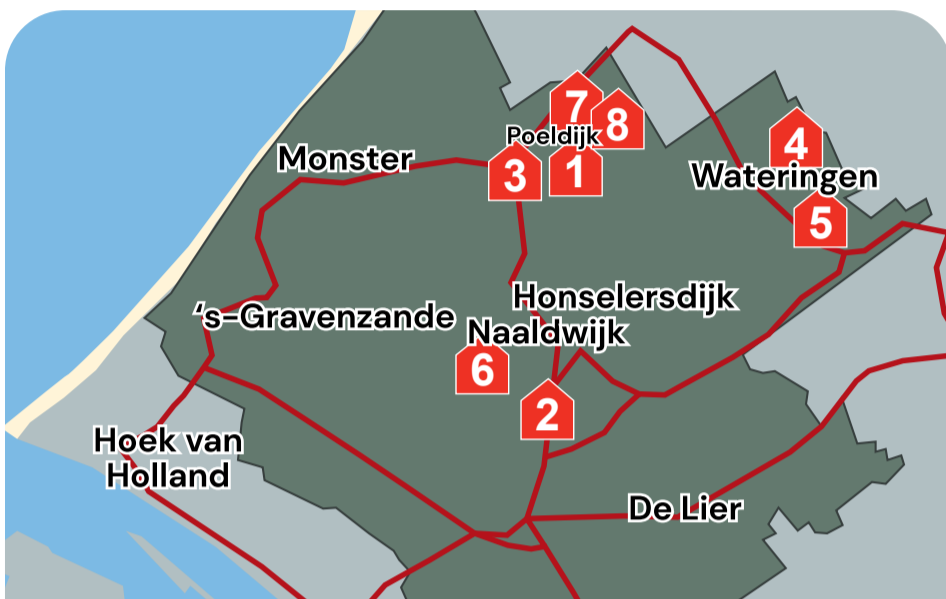 7
8
Poeldijk
4
Monster
3
1
Wateringen
5
Honselersdijk
‘s-Gravenzande
Naaldwijk
6
2
Hoek van
Holland
De Lier